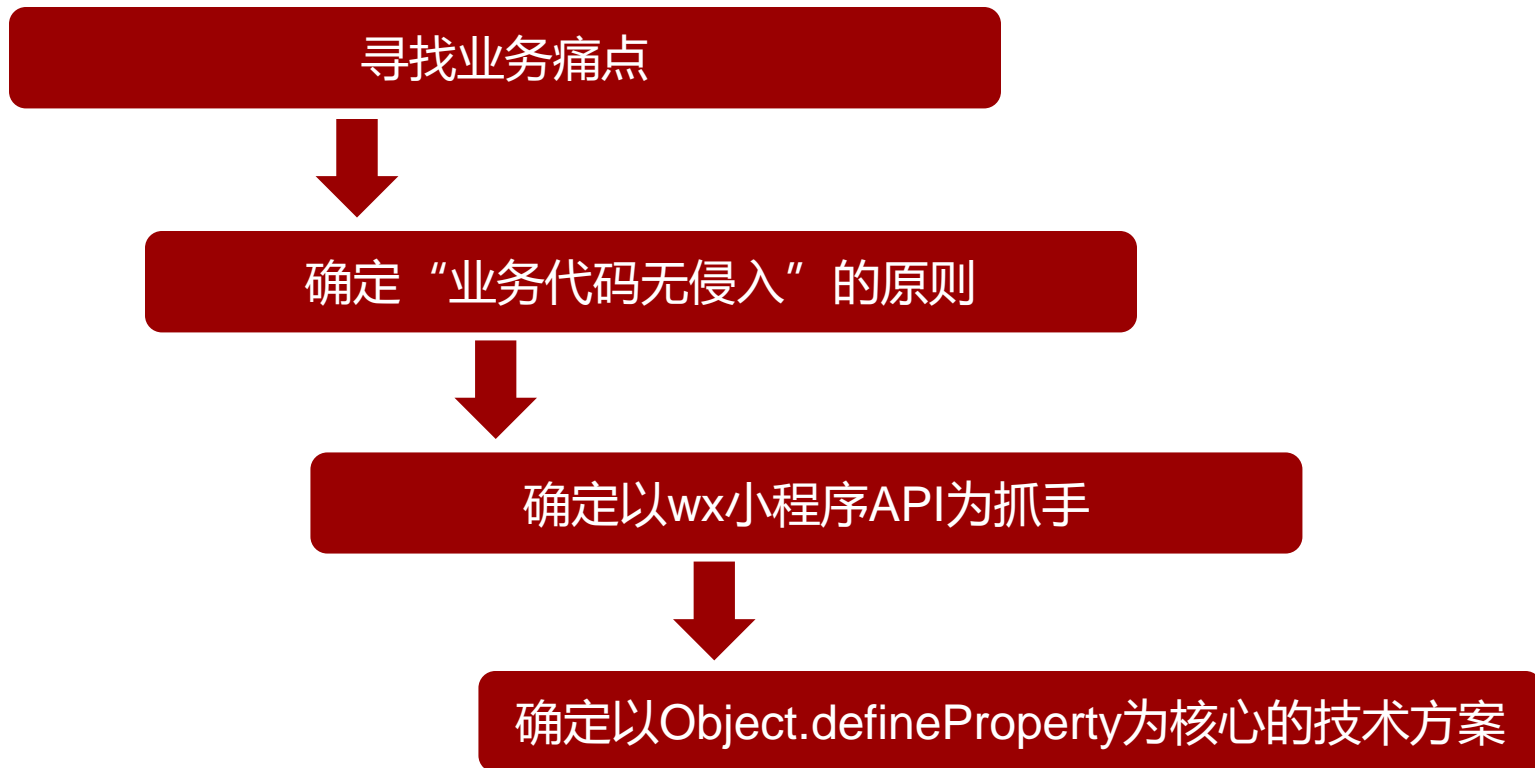 寻找业务痛点
确定“业务代码无侵入”的原则
确定以wx小程序API为抓手
确定以Object.defineProperty为核心的技术方案